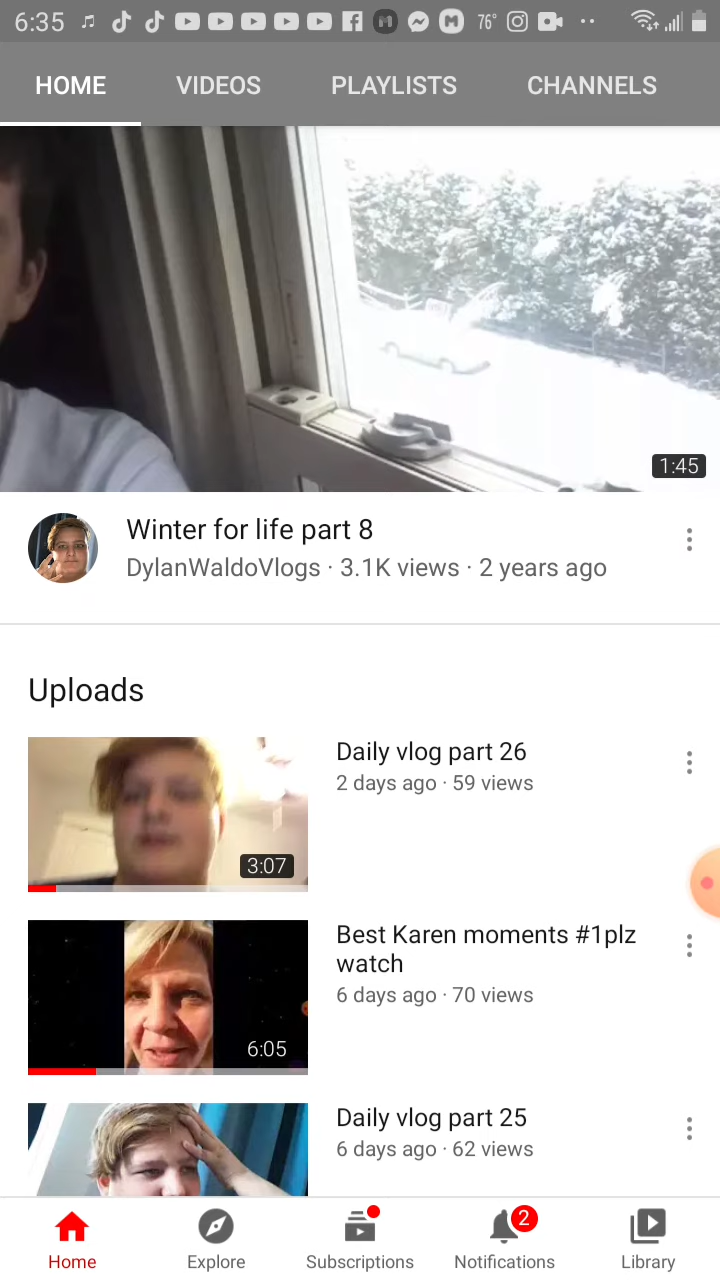 6:35 76°
HOME VIDEOS PLAYLISTS CHANNELS
1:45
Winter for life part 8
DylanWaldoVlogs · 3.1K views · 2 years ago
Uploads
Daily vlog part 26
2 days ago · 59 views
3:07
Best Karen moments #1plz
watch
6 days ago · 70 views
6:05
Daily vlog part 25
6 days ago · 62 views
2
Home Explore Subscriptions Notifications Library